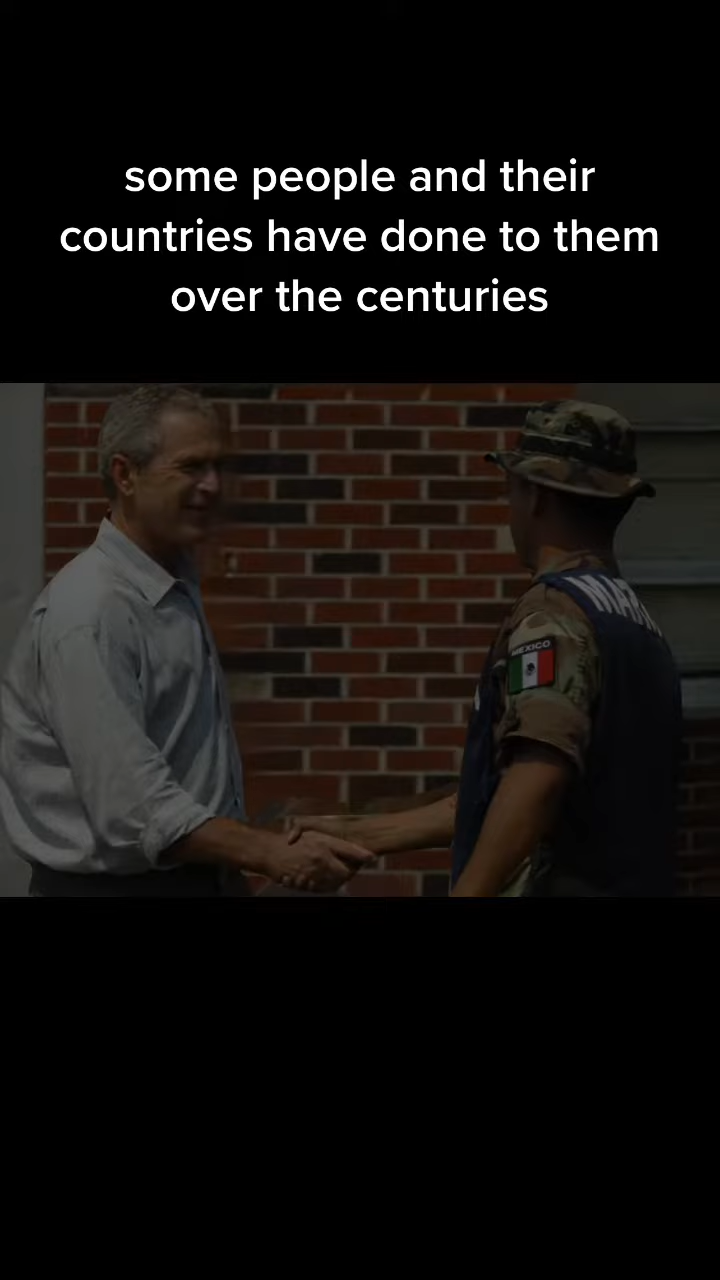 some people and their
countries have done to them
over the centuries
MEXICO